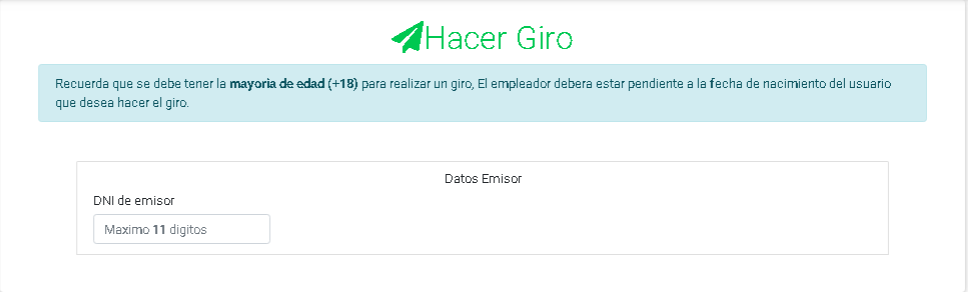 Hacer Giro
Recuerda que se debe tener la mayoria de edad (+18) para realizar un giro, El empleador debera estar pendiente a la fecha de nacimiento del usuario
que desea hacer el giro.
Datos Emisor
DNI de emisor
Maximo 11 digitos